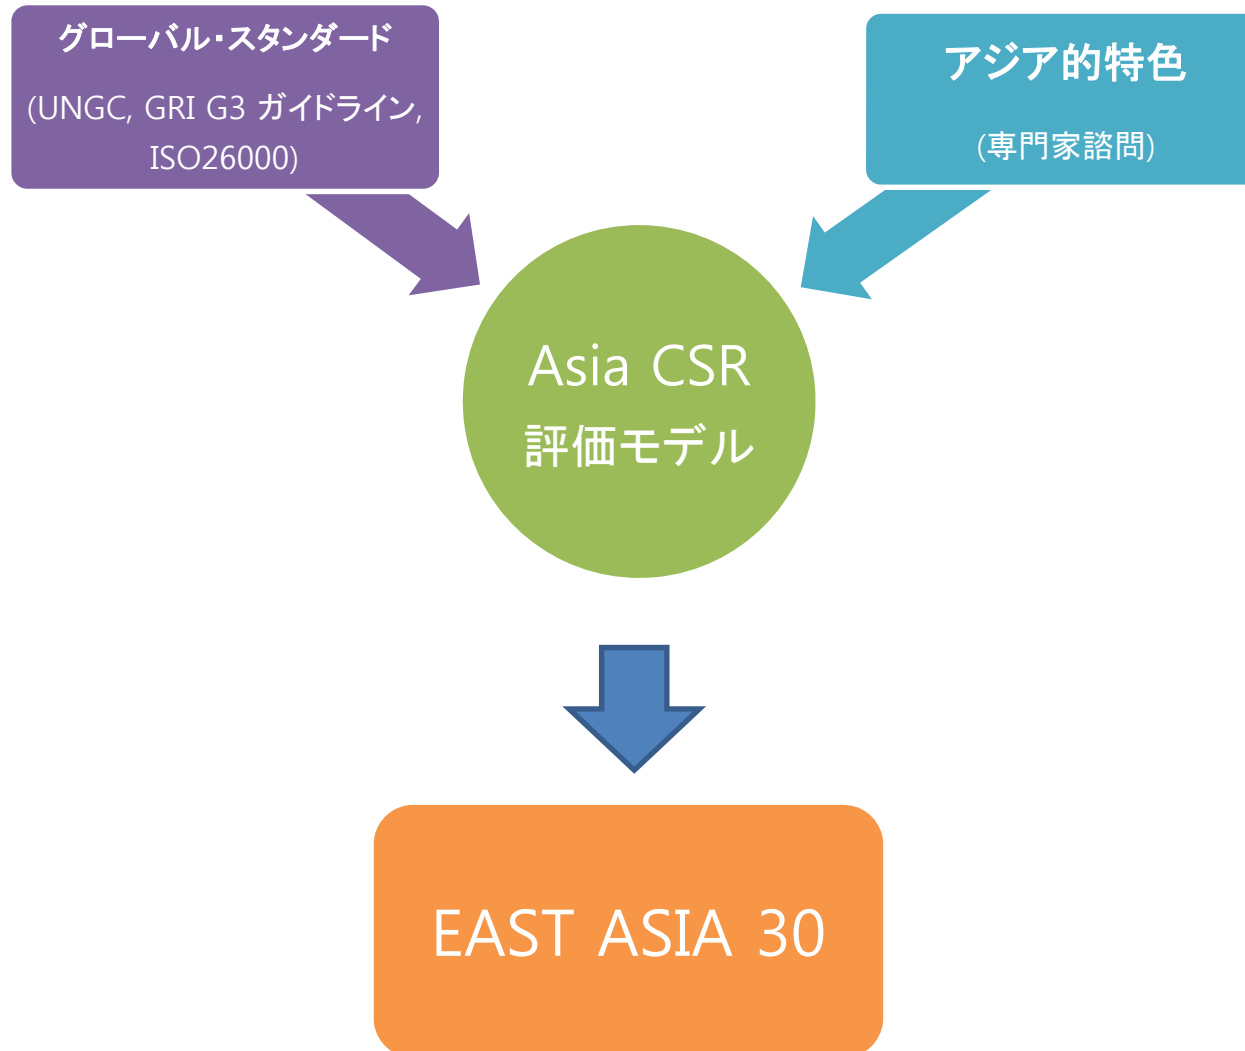 グローバル・スタンダード
(UNGC, GRI G3 ガイドライン,
ISO26000)
アジア的特色
(専門家諮問)
Asia CSR
評価モデル
EAST ASIA 30